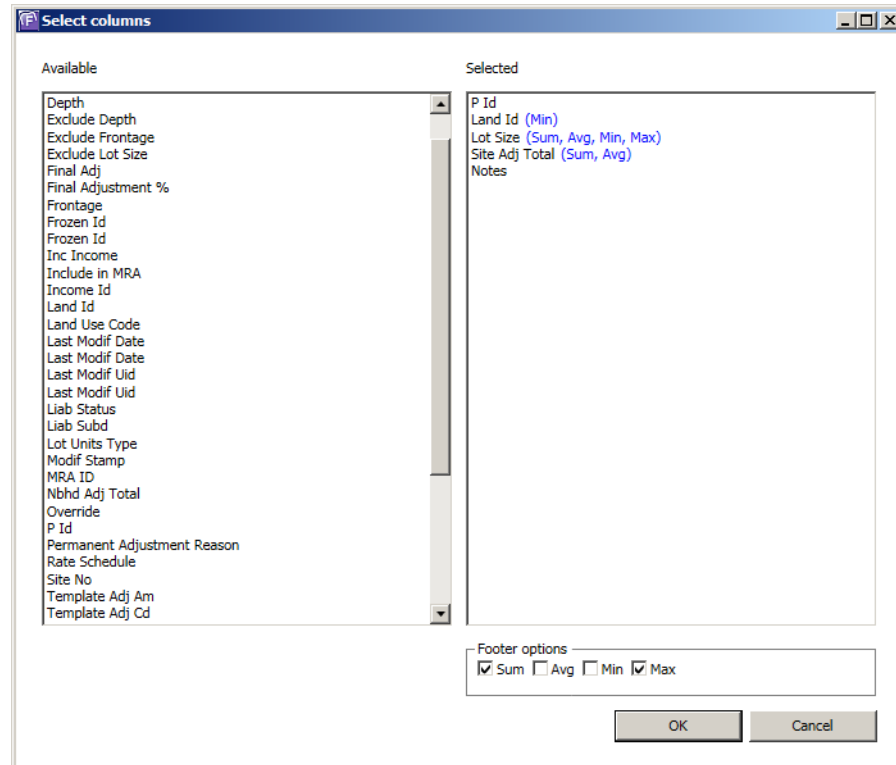 Select columns
Available
Depth
Exclude Depth
Exclude Frontage
Exclude Lot Size
Final Adj
Final Adjustment %
Frontage
Frozen Id
Frozen Id
Inc Income
Include in MRA
Income Id
Land Id
Land Use Code
Last Modif Date
Last Modif Date
Last Modif Uid
Last Modif Uid
Liab Status
Liab Subd
Lot Units Type
Modif Stamp
MRA ID
Nbhd Adj Total
Override
P Id
Permanent Adjustment Reason
Rate Schedule
Site No
Template Adj Am
Template Adj Cd
Selected
P Id
Land Id (Min)
Lot Size (Sum, Avg, Min, Max)
Site Adj Total (Sum, Avg)
Notes
Footer options
Sum Avg Min Max
OK Cancel